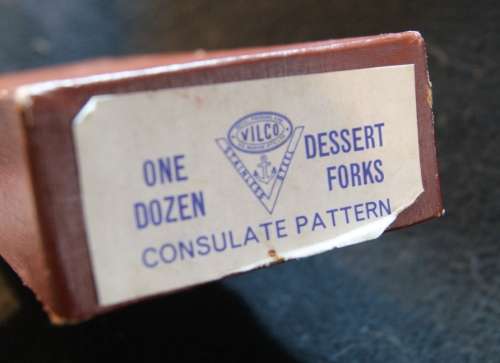 VILCO
STAINLESS STEEL
ONE DOZEN
DESSERT FORKS
CONSULATE PATTERN